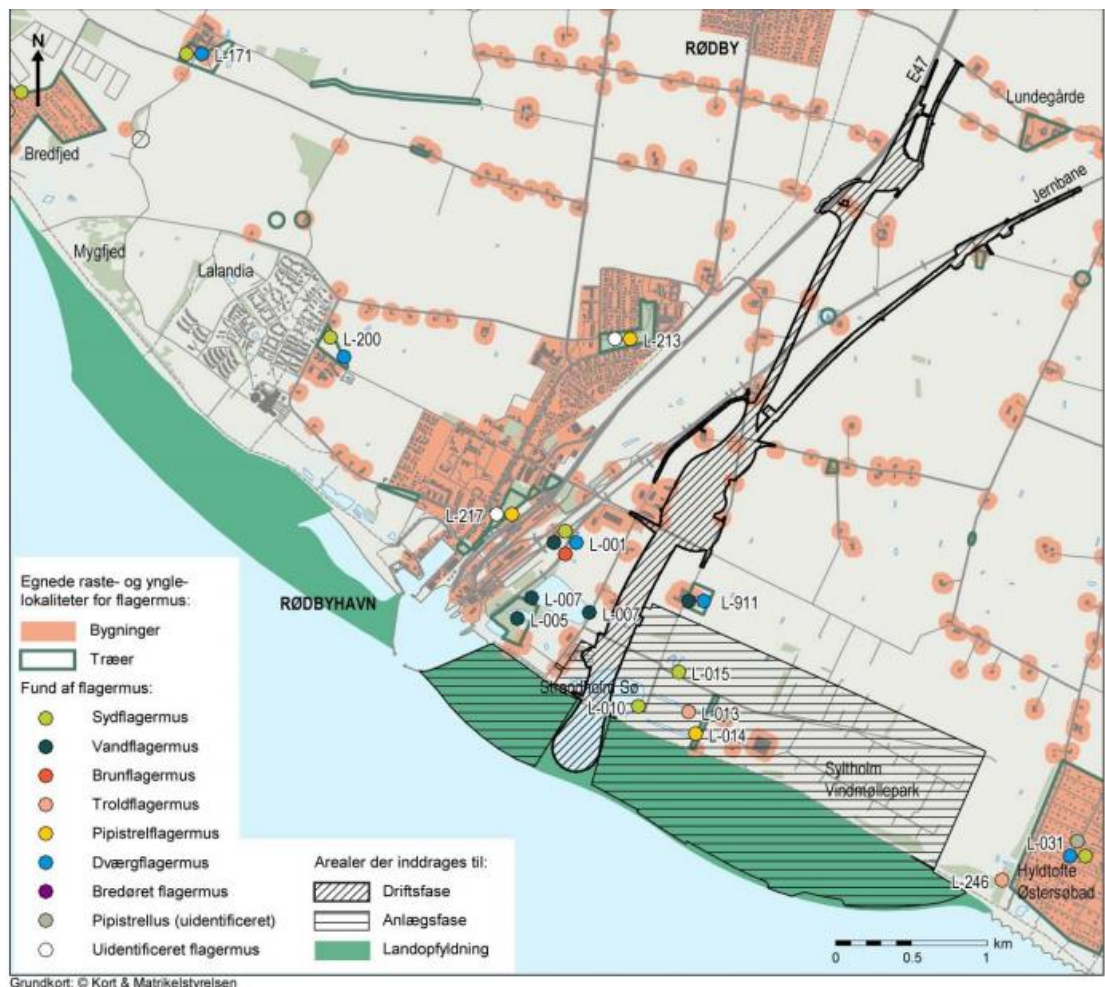 N
L-171
RØDBY
E47
Lundegårde
Bredfjed
Jernbane
Mygfjed
Lalandia
L-200
L-213
L-217
L-001
RØDBYHAVN
L-007
L-005
L-007
L-911
Strandholm Sø
L-015
L-010
L-013
L-014
Syltholm
Vindmøllepark
L-031
Hyldtofte
Østersøbad
L-246
Egnede raste- og yngle-
lokaliteter for flagermus:
Bygninger
Træer
Fund af flagermus:
Sydflagermus
Vandflagermus
Brunflagermus
Troldflagermus
Pipistrelflagermus
Dværgflagermus
Bredøret flagermus
Pipistrellus (uidentificeret)
Uidentificeret flagermus
Arealer der inddrages til:
Driftsfase
Anlægsfase
Landopfyldning
km
0 0.5 1
Grundkort: © Kort & Matrikelstyrelsen